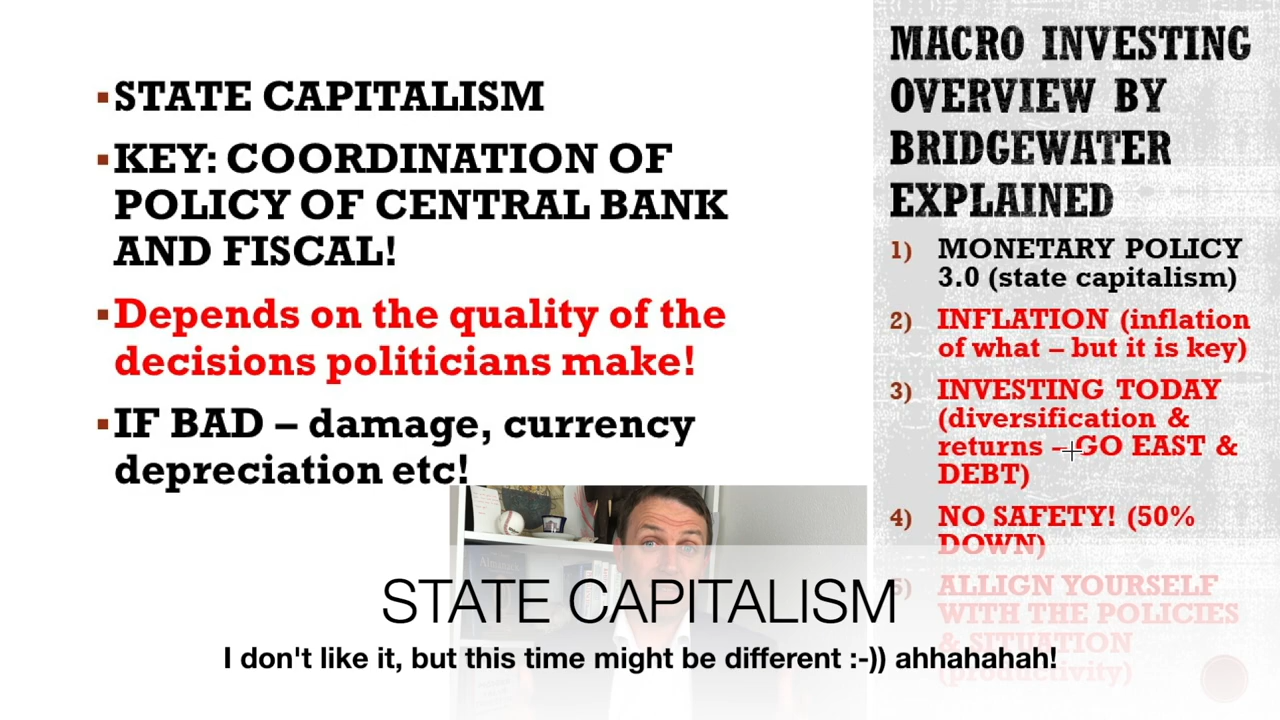 STATE CAPITALISM
KEY: COORDINATION OF
POLICY OF CENTRAL BANK
AND FISCAL!
Depends on the quality of the
decisions politicians make!
IF BAD – damage, currency
depreciation etc!
MACRO INVESTING
OVERVIEW BY
BRIDGEWATER
EXPLAINED
1) MONETARY POLICY
3.0 (state capitalism)
2) INFLATION (inflation
of what – but it is key)
3) INVESTING TODAY
(diversification &
returns – GO EAST &
DEBT)
4) NO SAFETY! (50%
DOWN)
5) ALLIGN YOURSELF
WITH THE POLICIES
& SITUATION
(productivity)
STATE CAPITALISM
I don't like it, but this time might be different :-)) ahhahahah!